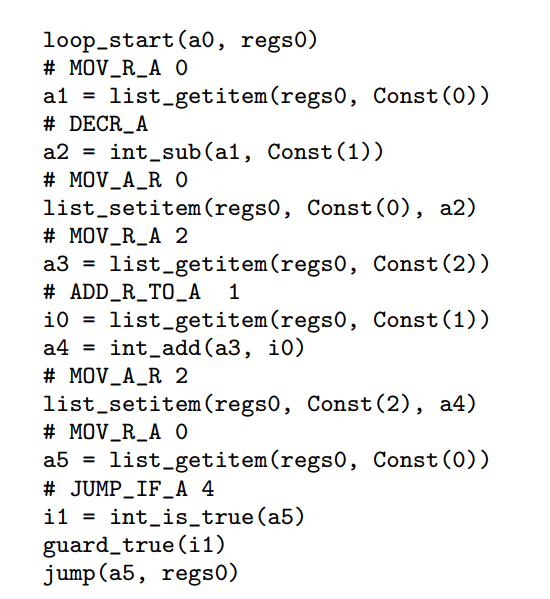 loop_start(a0, regs0)
# MOV_R_A 0
a1 = list_getitem(regs0, Const(0))
# DECR_A
a2 = int_sub(a1, Const(1))
# MOV_A_R 0
list_setitem(regs0, Const(0), a2)
# MOV_R_A 2
a3 = list_getitem(regs0, Const(2))
# ADD_R_TO_A  1
i0 = list_getitem(regs0, Const(1))
a4 = int_add(a3, i0)
# MOV_A_R 2
list_setitem(regs0, Const(2), a4)
# MOV_R_A 0
a5 = list_getitem(regs0, Const(0))
# JUMP_IF_A 4
i1 = int_is_true(a5)
guard_true(i1)
jump(a5, regs0)